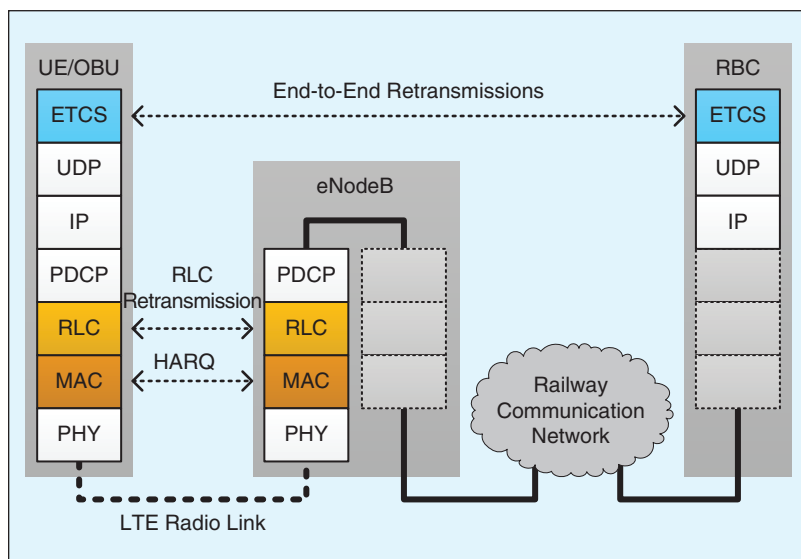 UE/OBU
ETCS
UDP
IP
PDCP
RLC
MAC
PHY
End-to-End Retransmissions
RLC
Retransmission
HARQ
eNodeB
PDCP
RLC
MAC
PHY
LTE Radio Link
Railway
Communication
Network
RBC
ETCS
UDP
IP